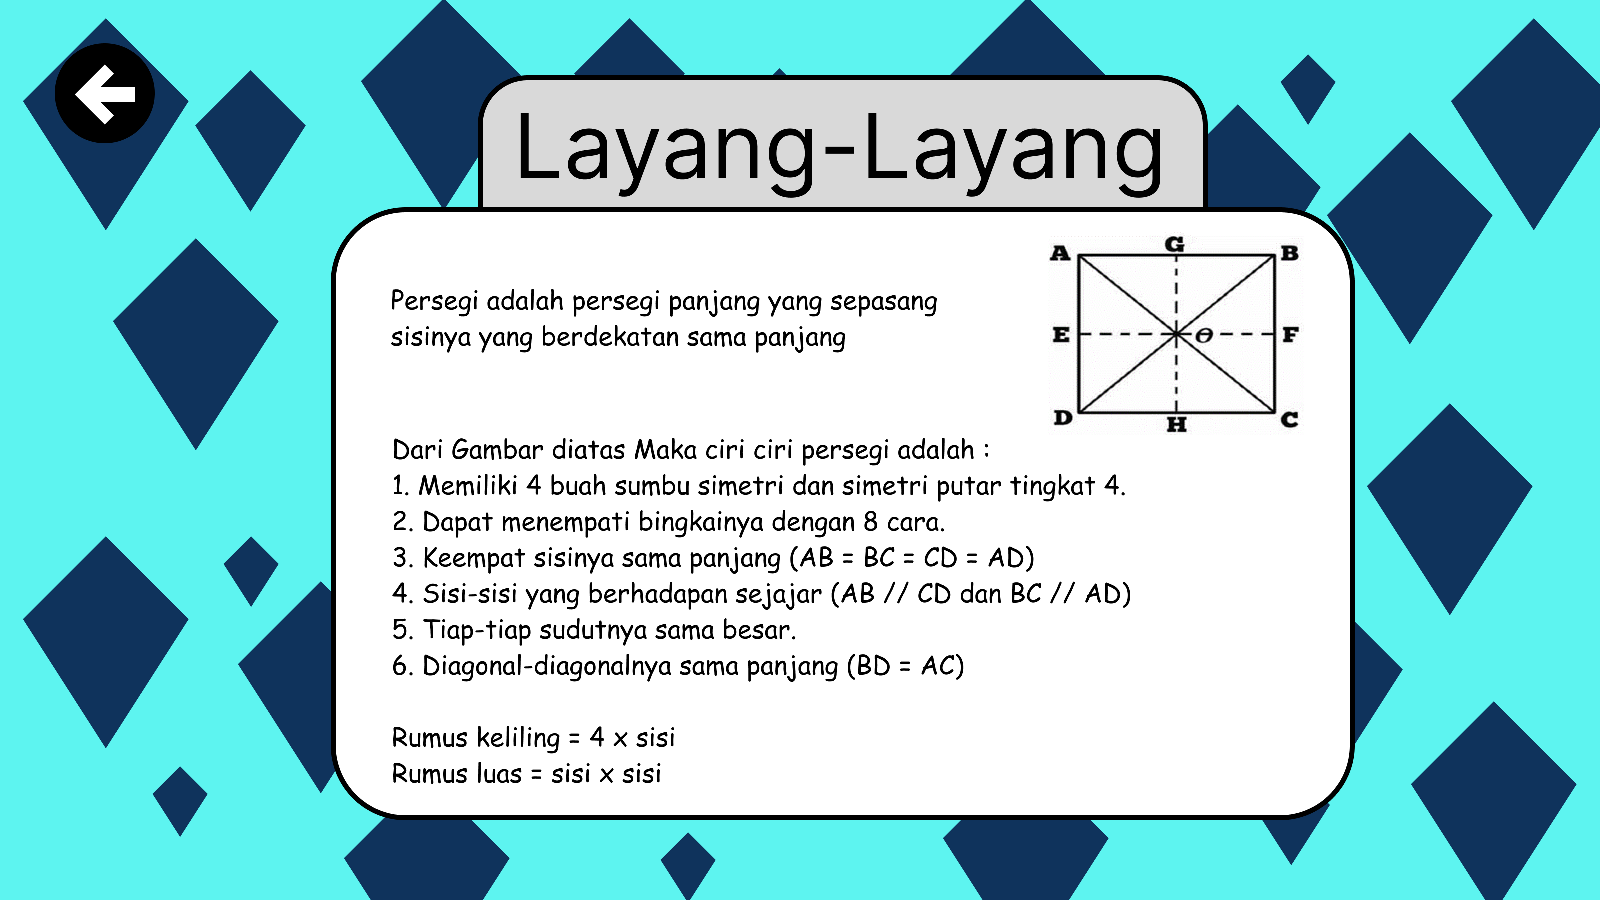 Layang-Layang
A G B
E Ꮎ F
D H C
Persegi adalah persegi panjang yang sepasang
sisinya yang berdekatan sama panjang
Dari Gambar diatas Maka ciri ciri persegi adalah :
1. Memiliki 4 buah sumbu simetri dan simetri putar tingkat 4.
2. Dapat menempati bingkainya dengan 8 cara.
3. Keempat sisinya sama panjang (AB = BC = CD = AD)
4. Sisi-sisi yang berhadapan sejajar (AB // CD dan BC // AD)
5. Tiap-tiap sudutnya sama besar.
6. Diagonal-diagonalnya sama panjang (BD = AC)
Rumus keliling = 4 x sisi
Rumus luas = sisi x sisi